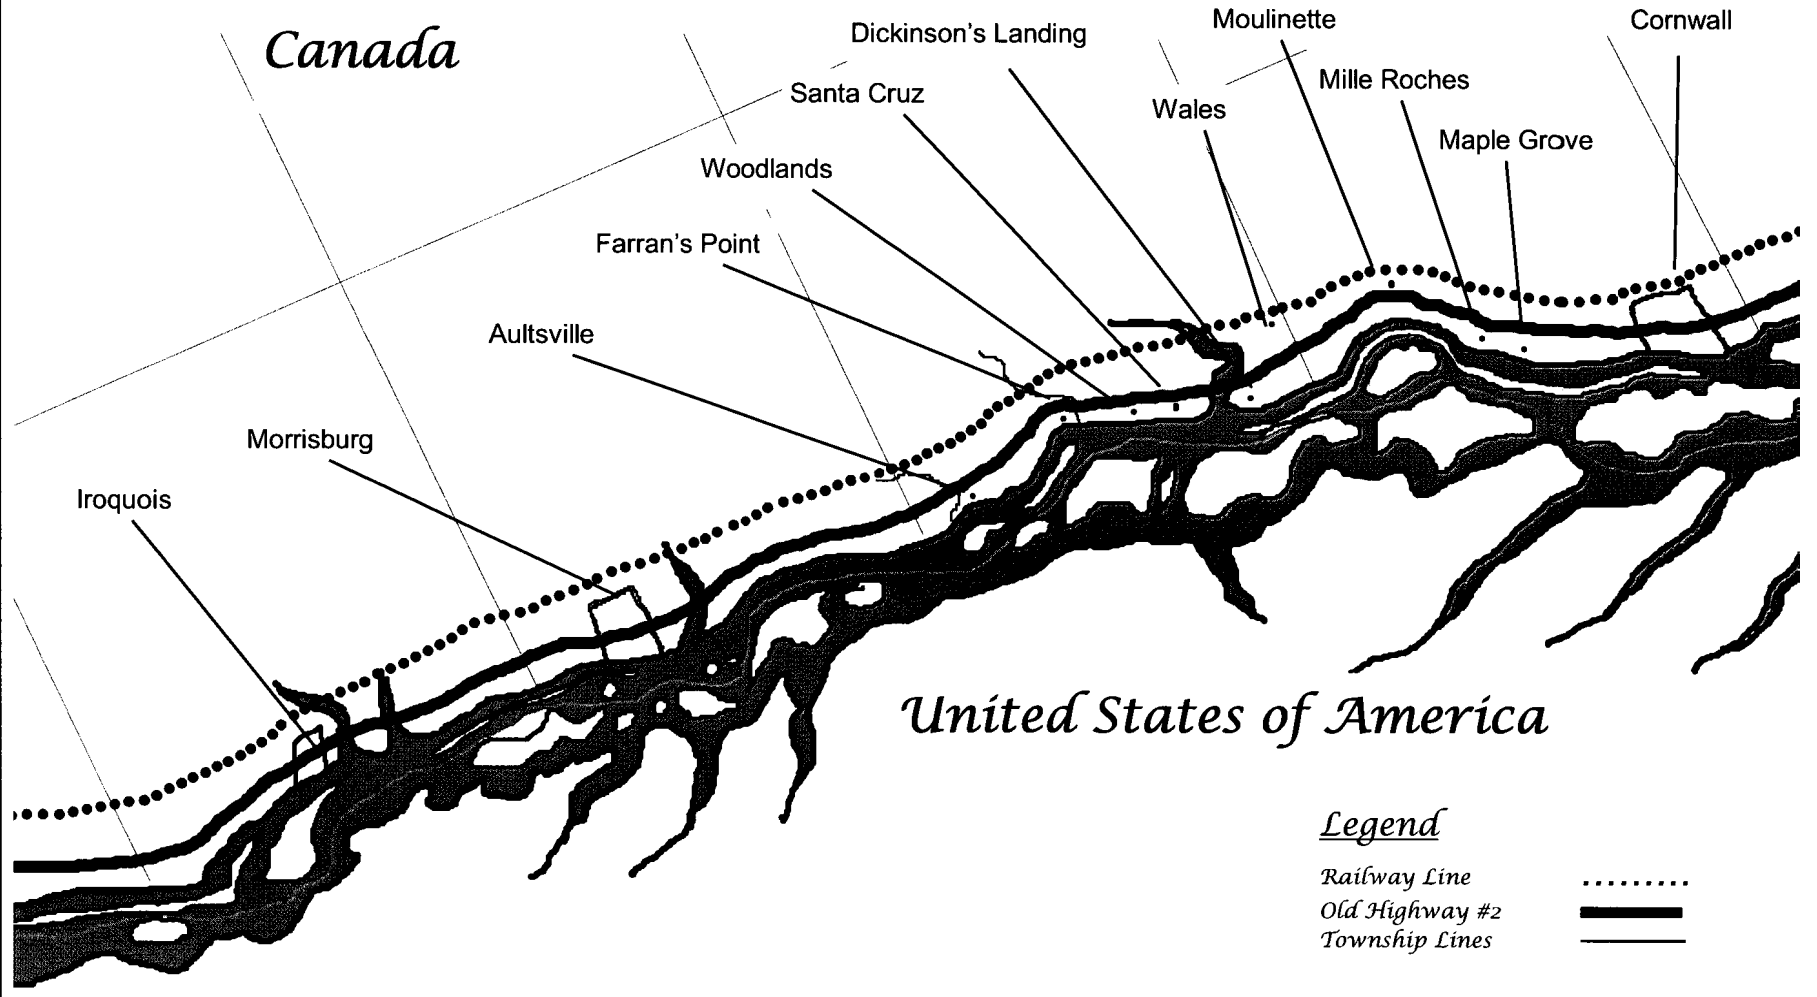 Canada
Dickinson's Landing
Moulinette
Cornwall
Santa Cruz
Mille Roches
Wales
Maple Grove
Woodlands
Farran's Point
Aultsville
Morrisburg
Iroquois
United States of America
Legend
Railway Line
Old Highway #2
Township Lines